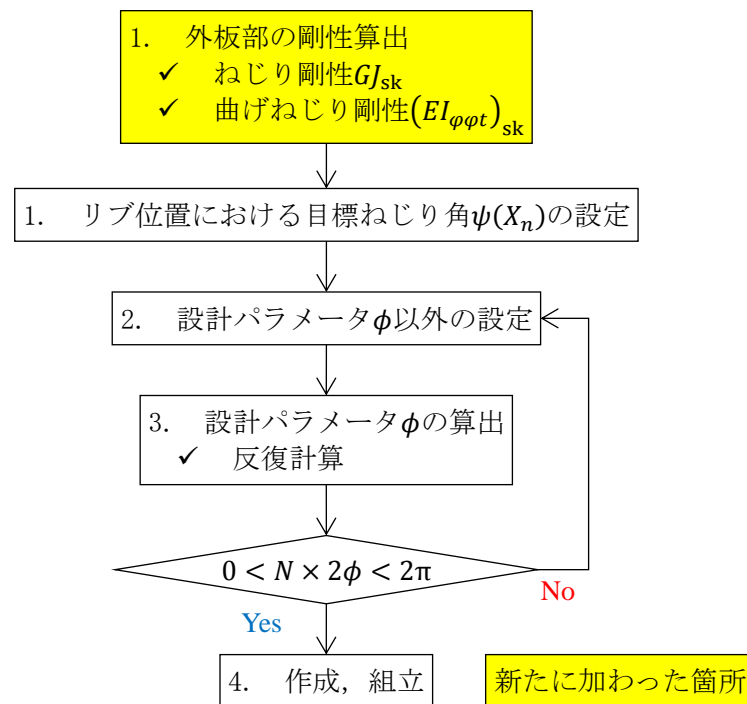 1. 外板部の剛性算出
✓ ねじり剛性GJ_sk
✓ 曲げねじり剛性(EI_φφt)_sk
1. リブ位置における目標ねじり角ψ(X_n)の設定
2. 設計パラメータϕ以外の設定
3. 設計パラメータϕの算出
✓ 反復計算
0 < N × 2ϕ < 2π
No
Yes
4. 作成，組立
新たに加わった箇所